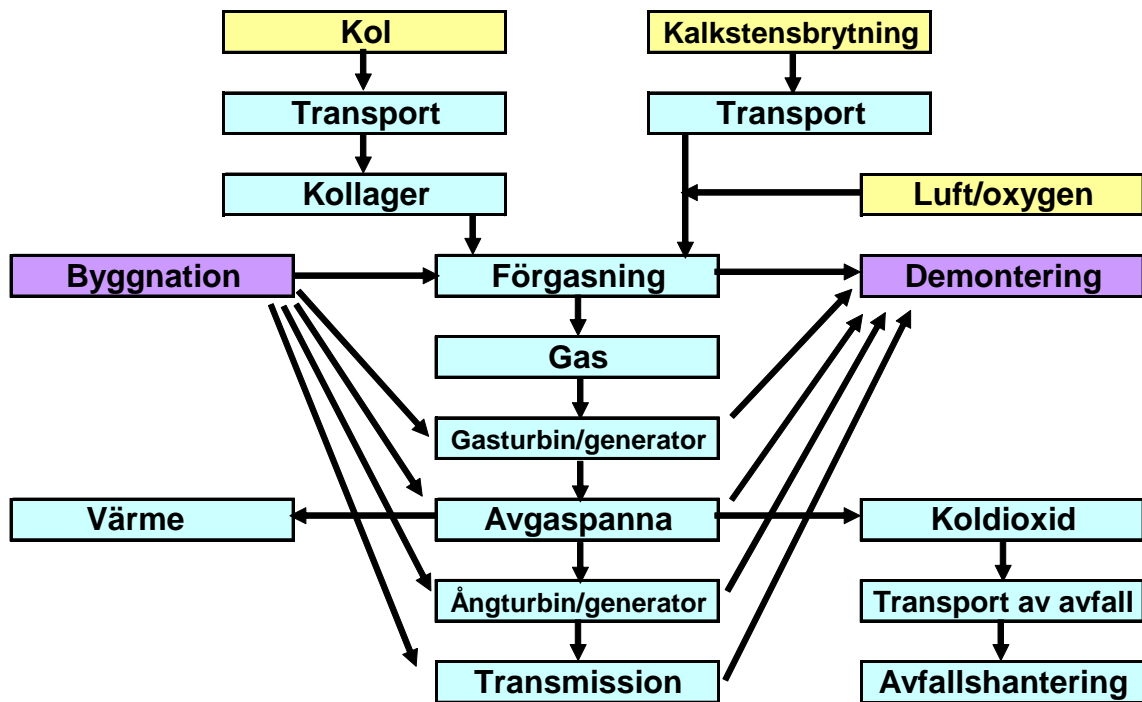 Kol
Kalkstensbrytning
Transport
Transport
Kollager
Luft/oxygen
Byggnation
Förgasning
Demontering
Gas
Gasturbin/generator
Värme
Avgaspanna
Koldioxid
Ångturbin/generator
Transport av avfall
Transmission
Avfallshantering